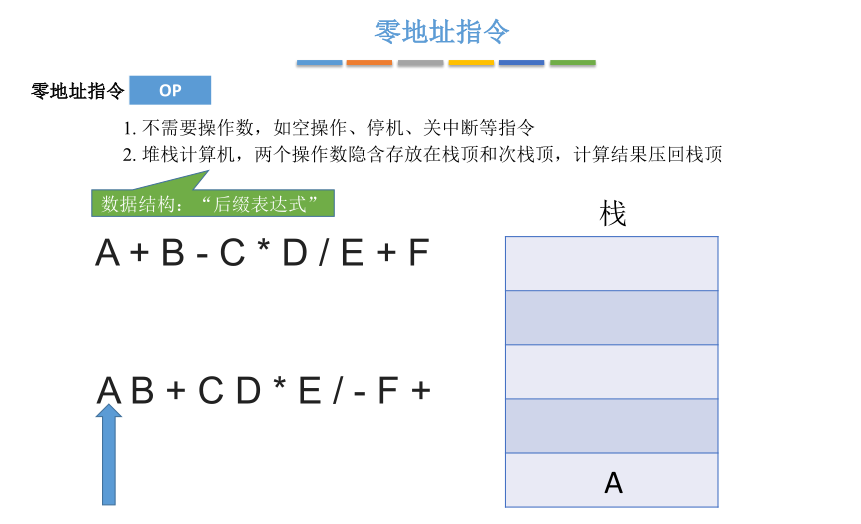 零地址指令
零地址指令 OP
1. 不需要操作数，如空操作、停机、关中断等指令
2. 堆栈计算机，两个操作数隐含存放在栈顶和次栈顶，计算结果压回栈顶
数据结构：“后缀表达式”
栈
A + B - C * D / E + F
A B + C D * E / - F +
A